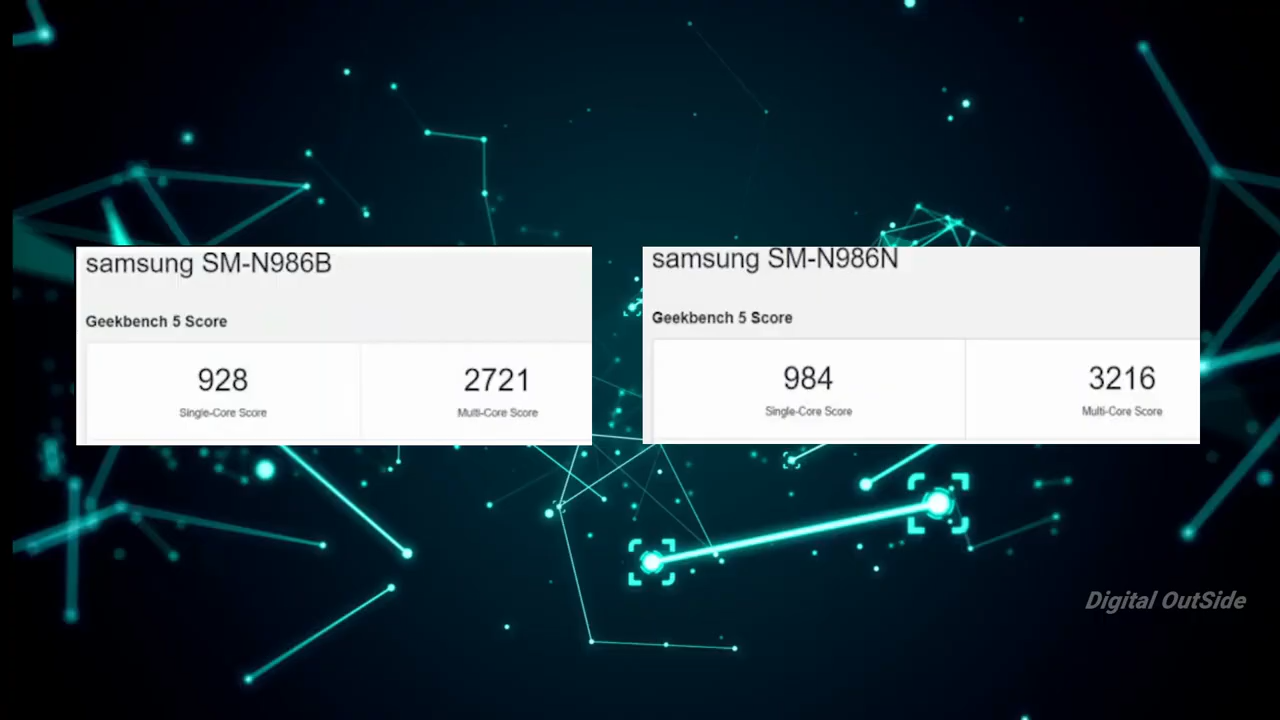 samsung SM-N986B
Geekbench 5 Score
928
2721
Single-Core Score
Multi-Core Score
samsung SM-N986N
Geekbench 5 Score
984
3216
Single-Core Score
Multi-Core Score
Digital OutSide